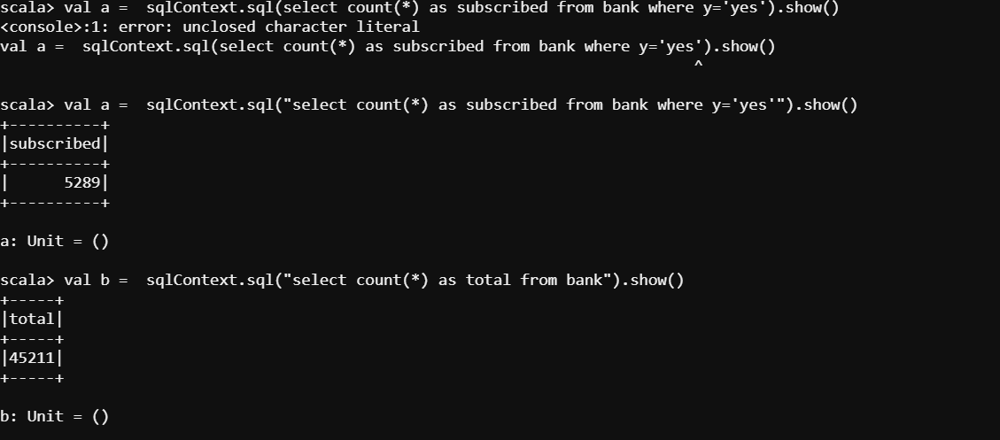 scala> val a =  sqlContext.sql(select count(*) as subscribed from bank where y='yes').show()
<console>:1: error: unclosed character literal
val a =  sqlContext.sql(select count(*) as subscribed from bank where y='yes').show()
                                                                             ^
scala> val a =  sqlContext.sql("select count(*) as subscribed from bank where y='yes'").show()
+----------+
|subscribed|
+----------+
|      5289|
+----------+
a: Unit = ()
scala> val b =  sqlContext.sql("select count(*) as total from bank").show()
+-----+
|total|
+-----+
|45211|
+-----+
b: Unit = ()